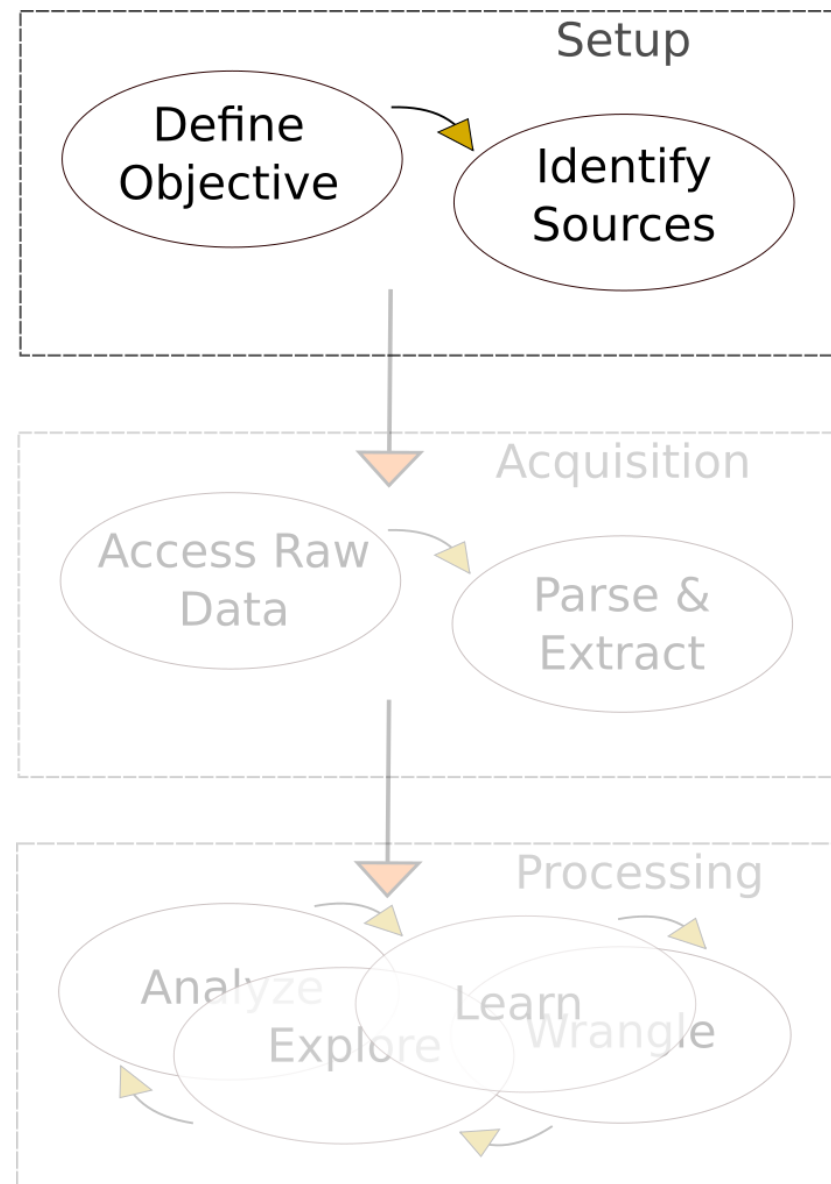 Setup
Define
Objective
Identify
Sources
Acquisition
Access Raw
Data
Parse &
Extract
Processing
Analyze
Learn
Explore
Wrangle